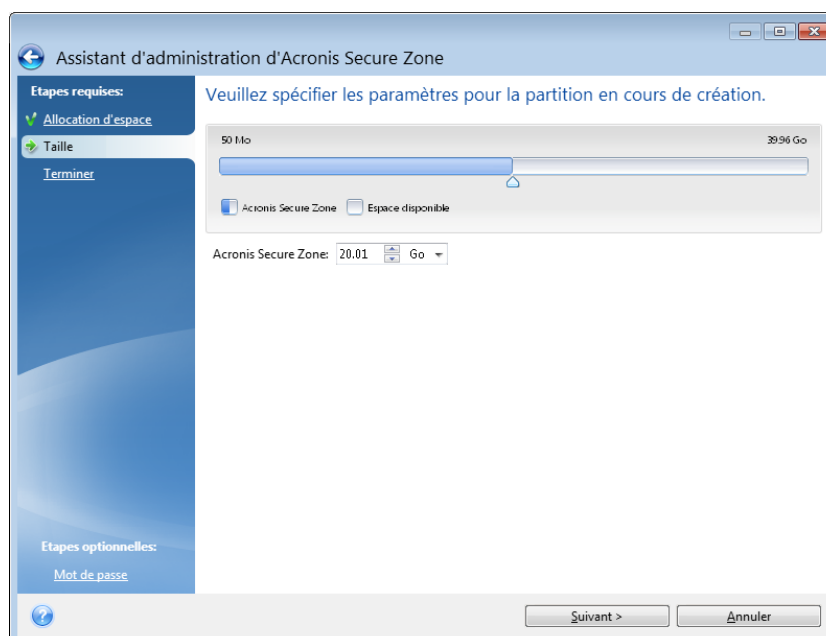 Assistant d'administration d'Acronis Secure Zone
Etapes requises:
Allocation d'espace
Taille
Terminer
Veuillez spécifier les paramètres pour la partition en cours de création.
50 Mo 39.96 Go
Acronis Secure Zone Espace disponible
Acronis Secure Zone: 20.01 Go
Etapes optionnelles:
Mot de passe
Suivant > Annuler